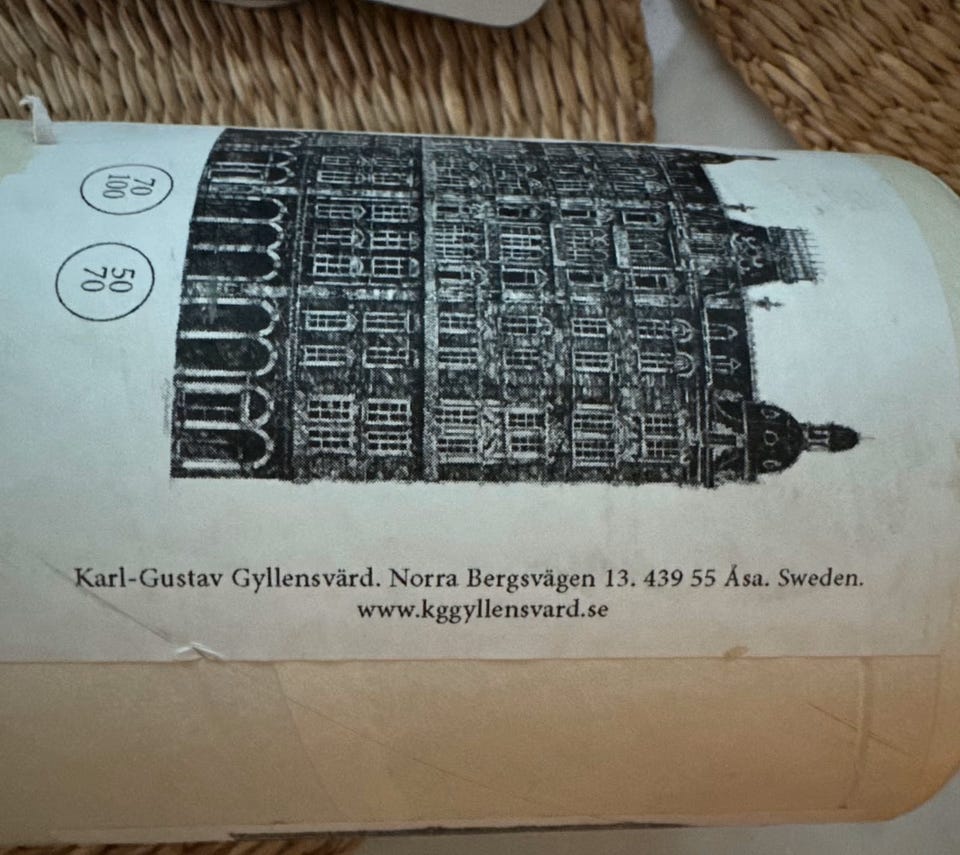 70
100
50
70
Karl-Gustav Gyllensvärd. Norra Bergsvägen 13. 439 55 Åsa. Sweden.
www.kggyllensvard.se